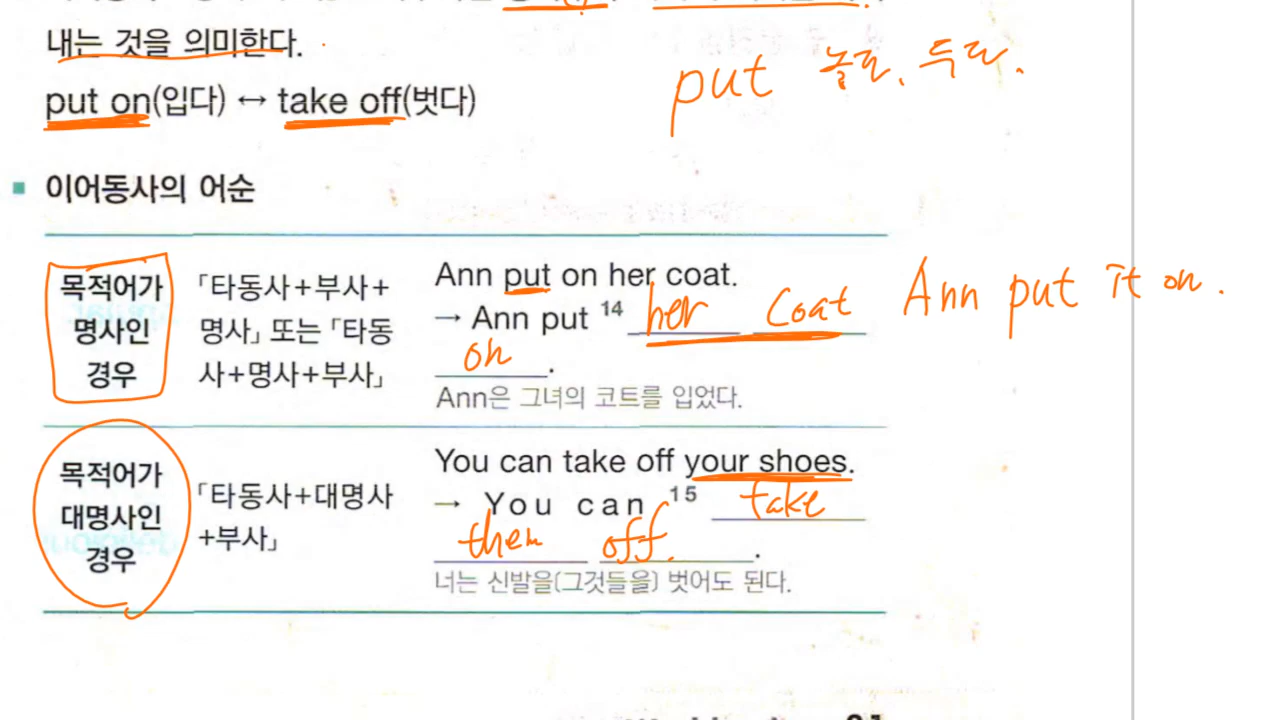 내는 것을 의미한다.
put on(입다) ↔ take off(벗다)
put 놓다, 두다.
▪ 이어동사의 어순
목적어가
명사인
경우
「타동사+부사+
명사」 또는 「타동
사+명사+부사」
Ann put on her coat.
→ Ann put 14 her coat
on.
Ann은 그녀의 코트를 입었다.
Ann put it on.
목적어가
대명사인
경우
「타동사+대명사
+부사」
You can take off your shoes.
→ You can 15 take
them off.
너는 신발을(그것들을) 벗어도 된다.